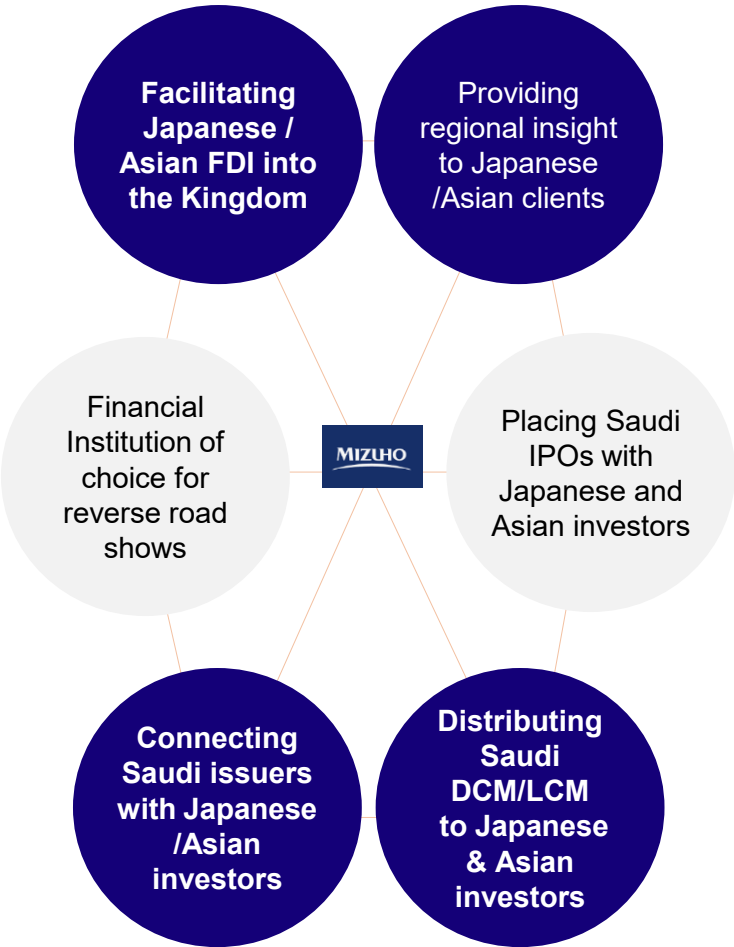 Facilitating
Japanese /
Asian FDI into
the Kingdom
Providing
regional insight
to Japanese
/Asian clients
Financial
Institution of
choice for
reverse road
shows
MIZUHO
Placing Saudi
IPOs with
Japanese and
Asian investors
Connecting
Saudi issuers
with Japanese
/Asian
investors
Distributing
Saudi
DCM/LCM
to Japanese
& Asian
investors